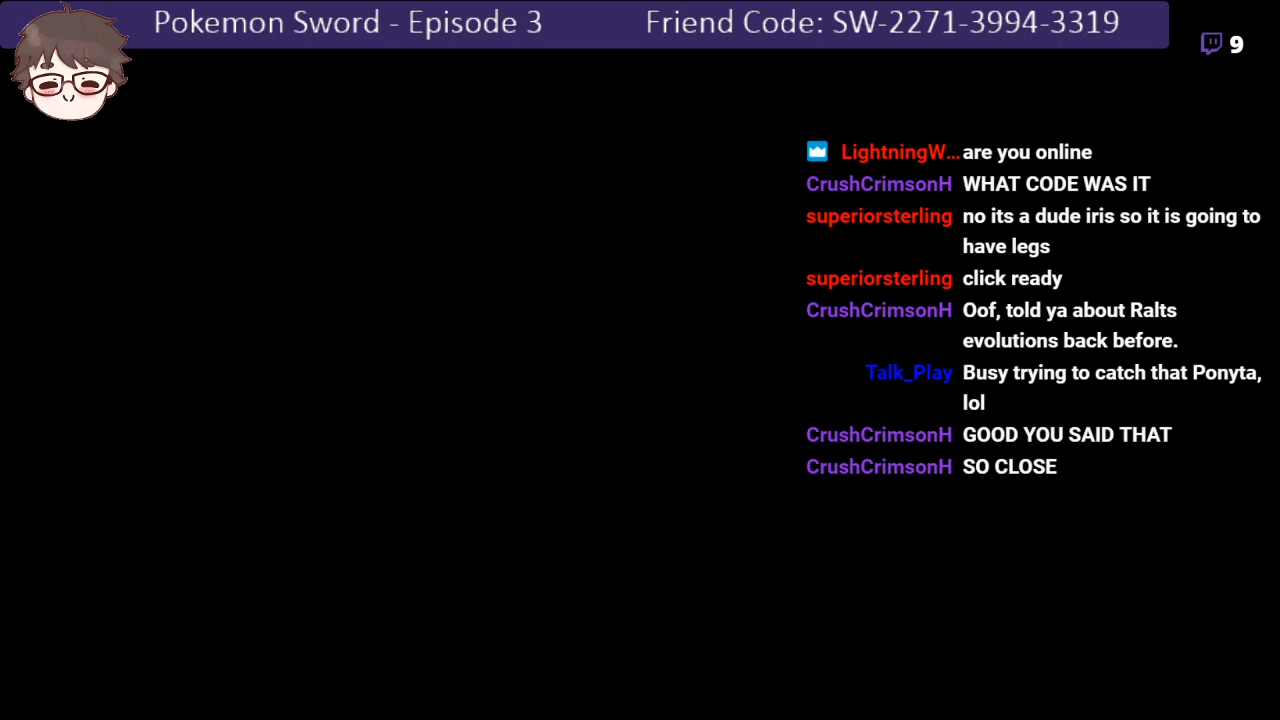 Pokemon Sword - Episode 3 Friend Code: SW-2271-3994-3319
9
LightningW... are you online
CrushCrimsonH WHAT CODE WAS IT
superiorsterling no its a dude iris so it is going to
have legs
superiorsterling click ready
CrushCrimsonH Oof, told ya about Ralts
evolutions back before.
Talk_Play Busy trying to catch that Ponyta,
lol
CrushCrimsonH GOOD YOU SAID THAT
CrushCrimsonH SO CLOSE